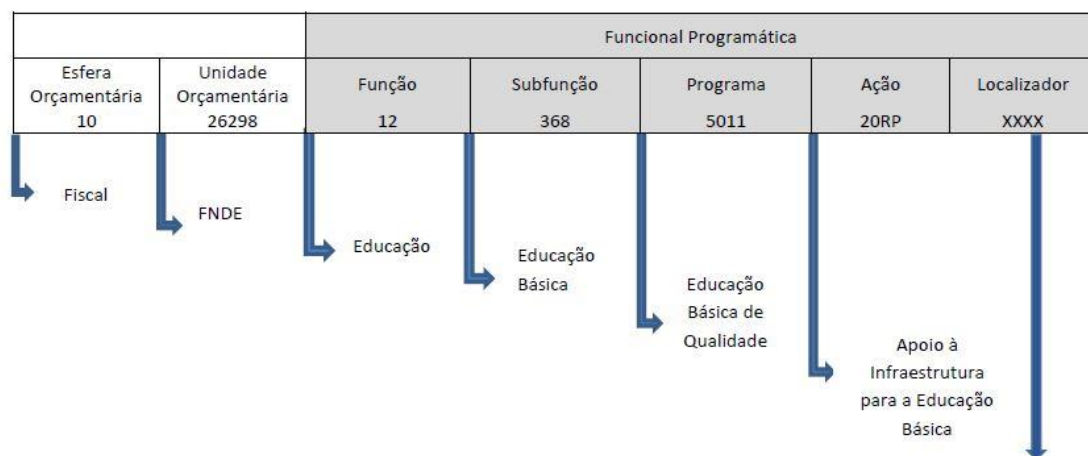 Funcional Programática
Esfera
Orçamentária
10
Unidade
Orçamentária
26298
Função
12
Subfunção
368
Programa
5011
Ação
20RP
Localizador
XXXX
Fiscal
FNDE
Educação
Educação
Básica
Educação
Básica de
Qualidade
Apoio à
Infraestrutura
para a Educação
Básica